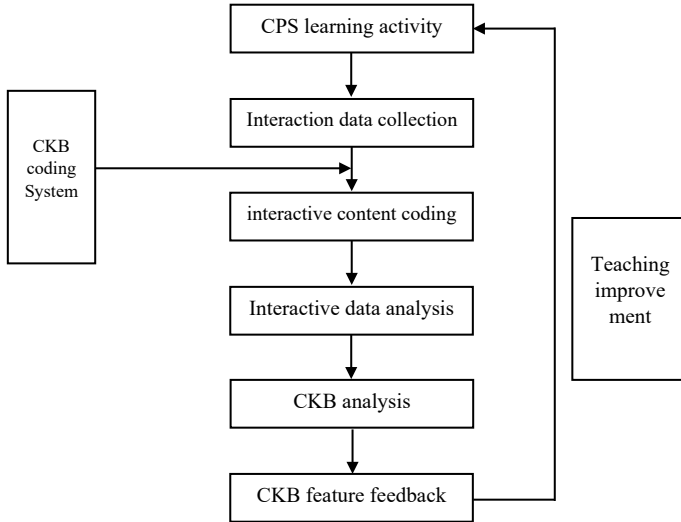 CPS learning activity
Interaction data collection
CKB
coding
System
interactive content coding
Teaching
improve
ment
Interactive data analysis
CKB analysis
CKB feature feedback